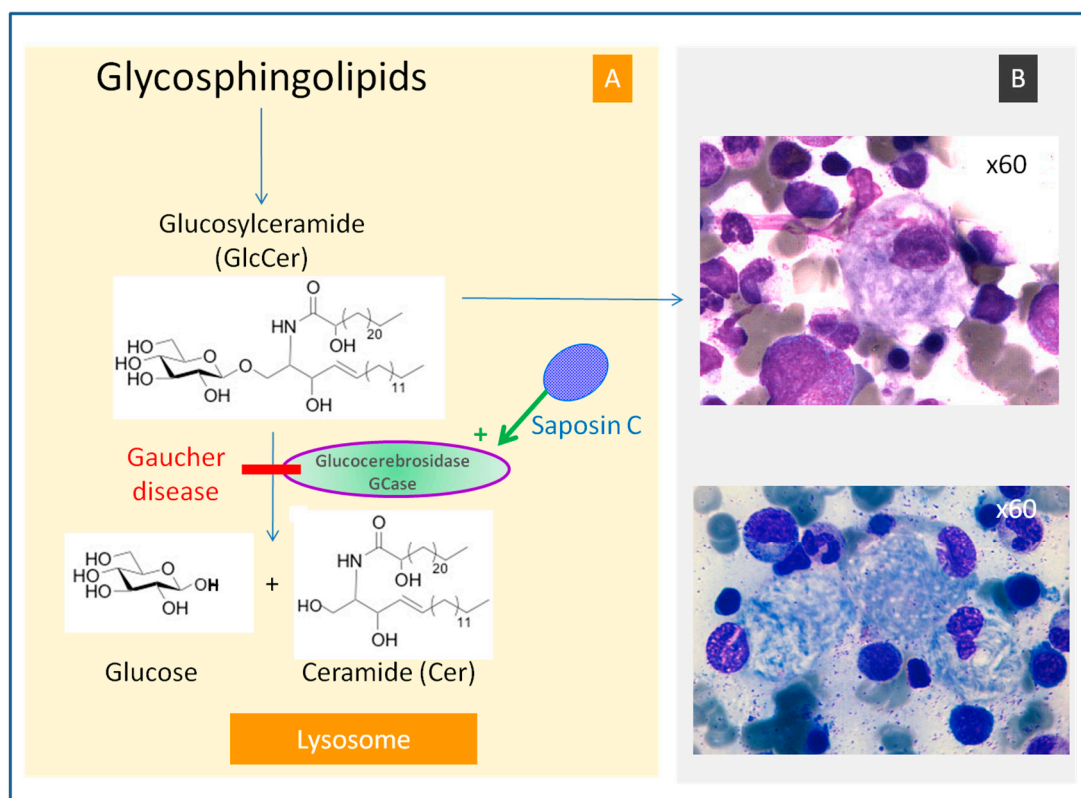 Glycosphingolipids
A
Glucosylceramide
(GlcCer)
O
HN
20
OH
HO
O
HO
HO
OH
O
11
OH
Gaucher
disease
Glucocerebrosidase
GCase
+
Saposin C
HO
O
HO
HO
OH
OH
+
O
HN
20
OH
HO
11
OH
Glucose
Ceramide (Cer)
Lysosome
B
x60
x60